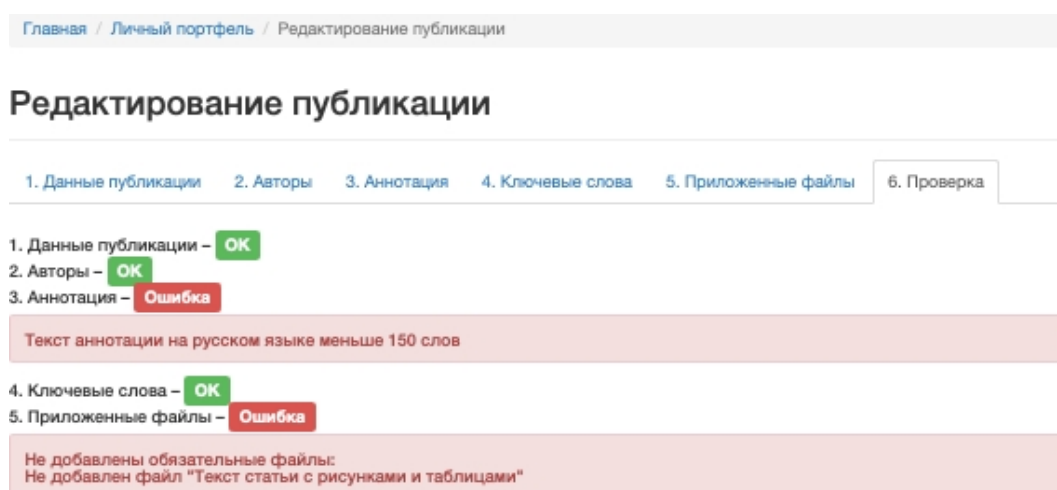 Главная / Личный портфель / Редактирование публикации
Редактирование публикации
1. Данные публикации 2. Авторы 3. Аннотация 4. Ключевые слова 5. Приложенные файлы 6. Проверка
1. Данные публикации – OK
2. Авторы – OK
3. Аннотация – Ошибка
Текст аннотации на русском языке меньше 150 слов
4. Ключевые слова – OK
5. Приложенные файлы – Ошибка
Не добавлены обязательные файлы:
Не добавлен файл "Текст статьи с рисунками и таблицами"